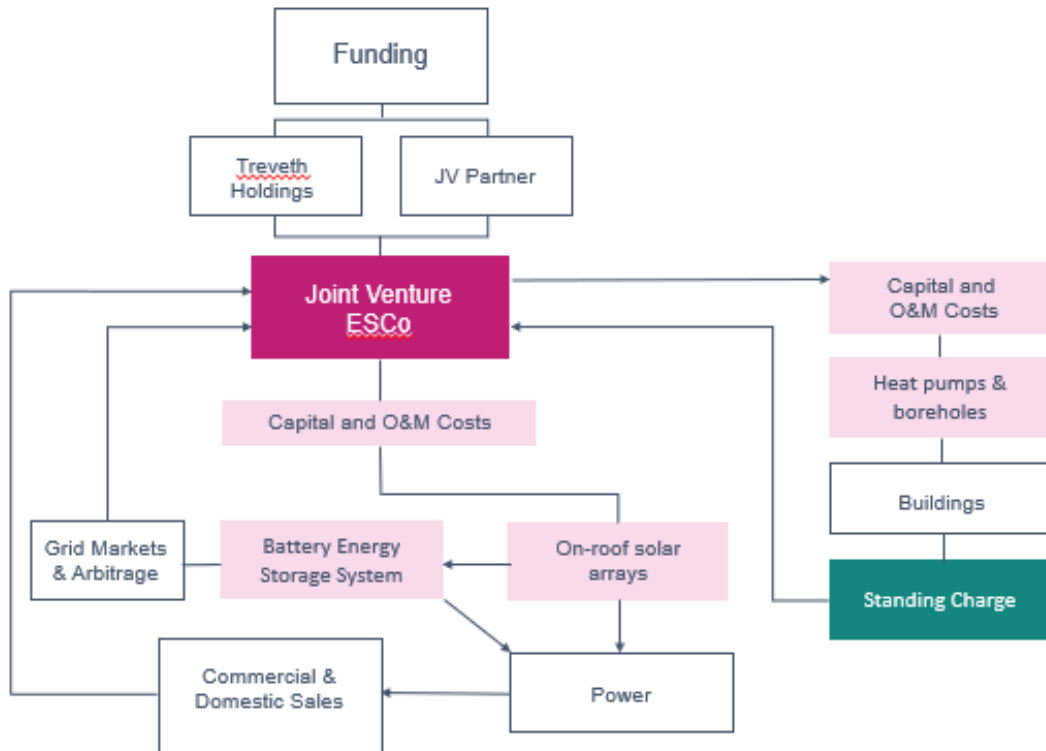 Funding
Treveth
Holdings
JV Partner
Joint Venture
ESCo
Capital and
O&M Costs
Heat pumps &
boreholes
Capital and O&M Costs
Buildings
Grid Markets
& Arbitrage
Battery Energy
Storage System
On-roof solar
arrays
Standing Charge
Commercial &
Domestic Sales
Power